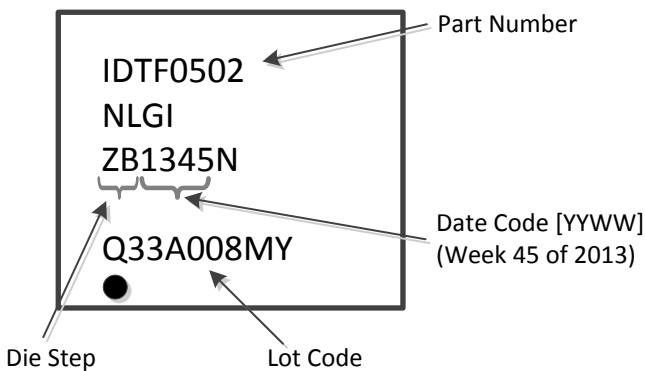 Part Number
IDTF0502
NLGI
ZB1345N
Date Code [YYWW]
(Week 45 of 2013)
Q33A008MY
Die Step
Lot Code